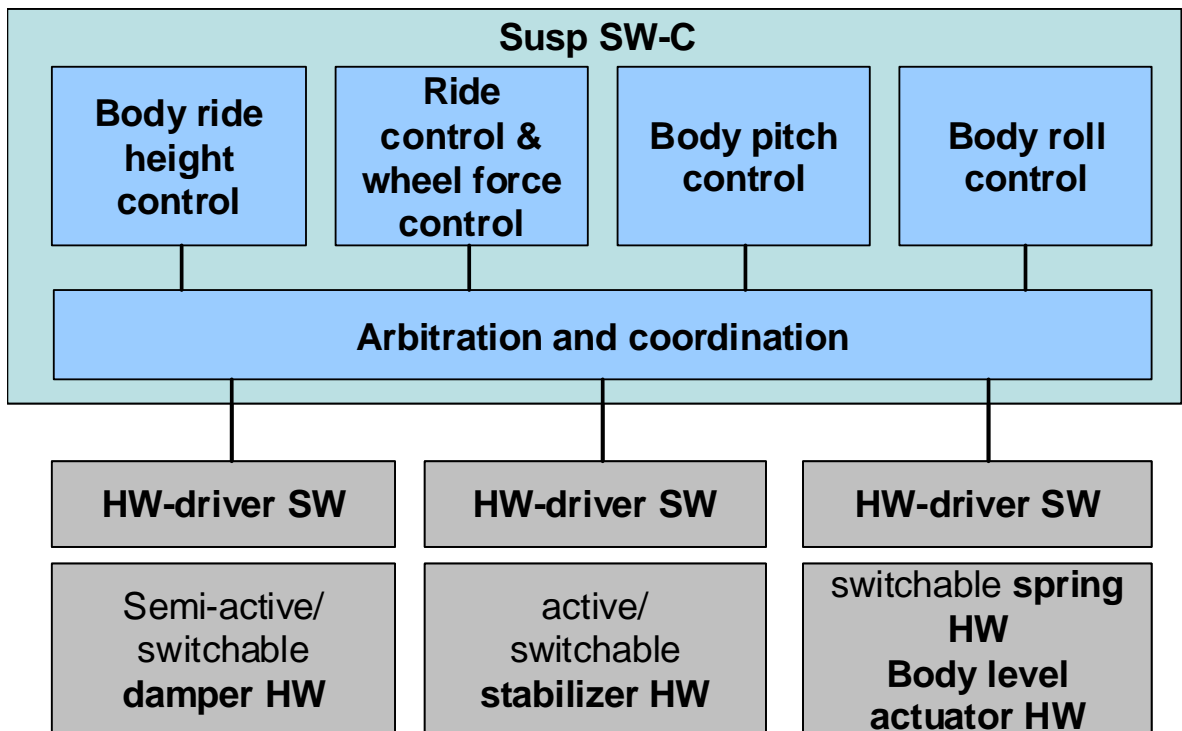 Susp SW-C
Body ride
height
control
Ride
control &
wheel force
control
Body pitch
control
Body roll
control
Arbitration and coordination
HW-driver SW
HW-driver SW
HW-driver SW
Semi-active/
switchable
damper HW
active/
switchable
stabilizer HW
switchable spring
HW
Body level
actuator HW